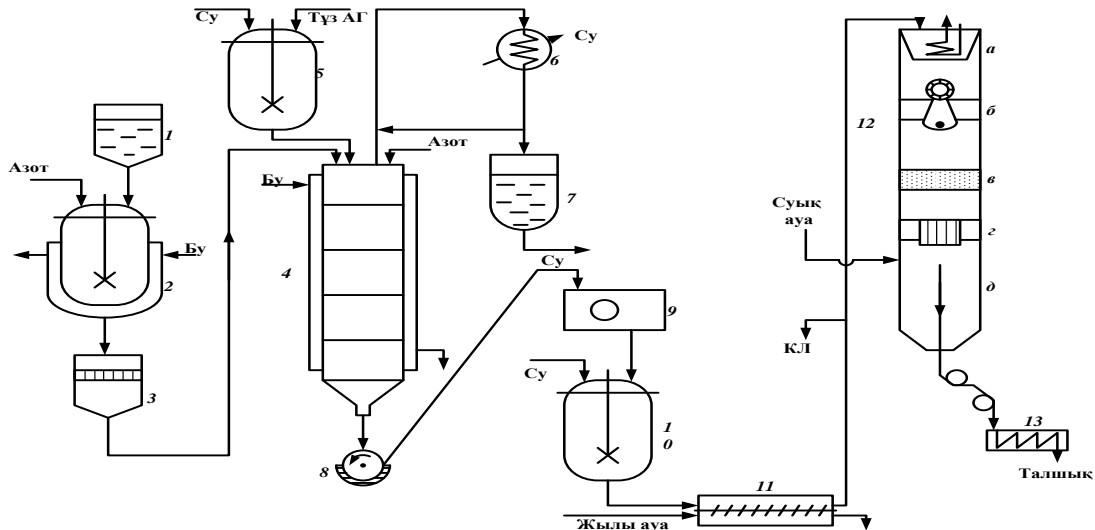 Су
Тұз АГ
5
Су
6
а
1
Азот
12
б
Азот
Бу
7
в
Суық
ауа
г
Бу
2
4
Су
9
д
КЛ
3
Су
1
0
13
8
11
Талшық
Жылы ауа